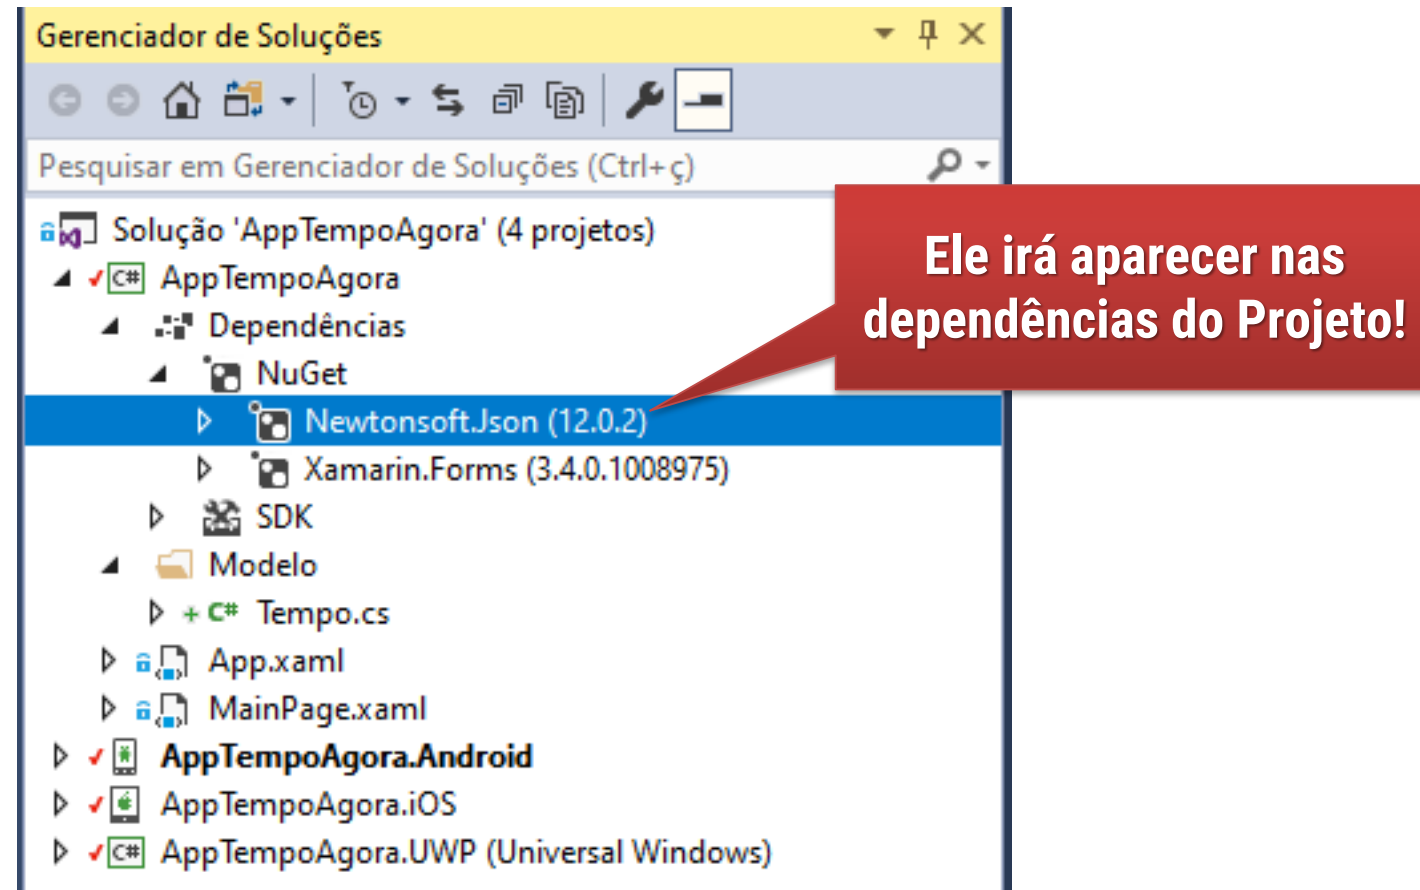 Gerenciador de Soluções
Pesquisar em Gerenciador de Soluções (Ctrl+ç)
Solução 'AppTempoAgora' (4 projetos)
C# AppTempoAgora
Dependências
NuGet
Newtonsoft.Json (12.0.2)
Xamarin.Forms (3.4.0.1008975)
SDK
Modelo
+ C# Tempo.cs
App.xaml
MainPage.xaml
AppTempoAgora.Android
AppTempoAgora.iOS
C# AppTempoAgora.UWP (Universal Windows)
Ele irá aparecer nas
dependências do Projeto!